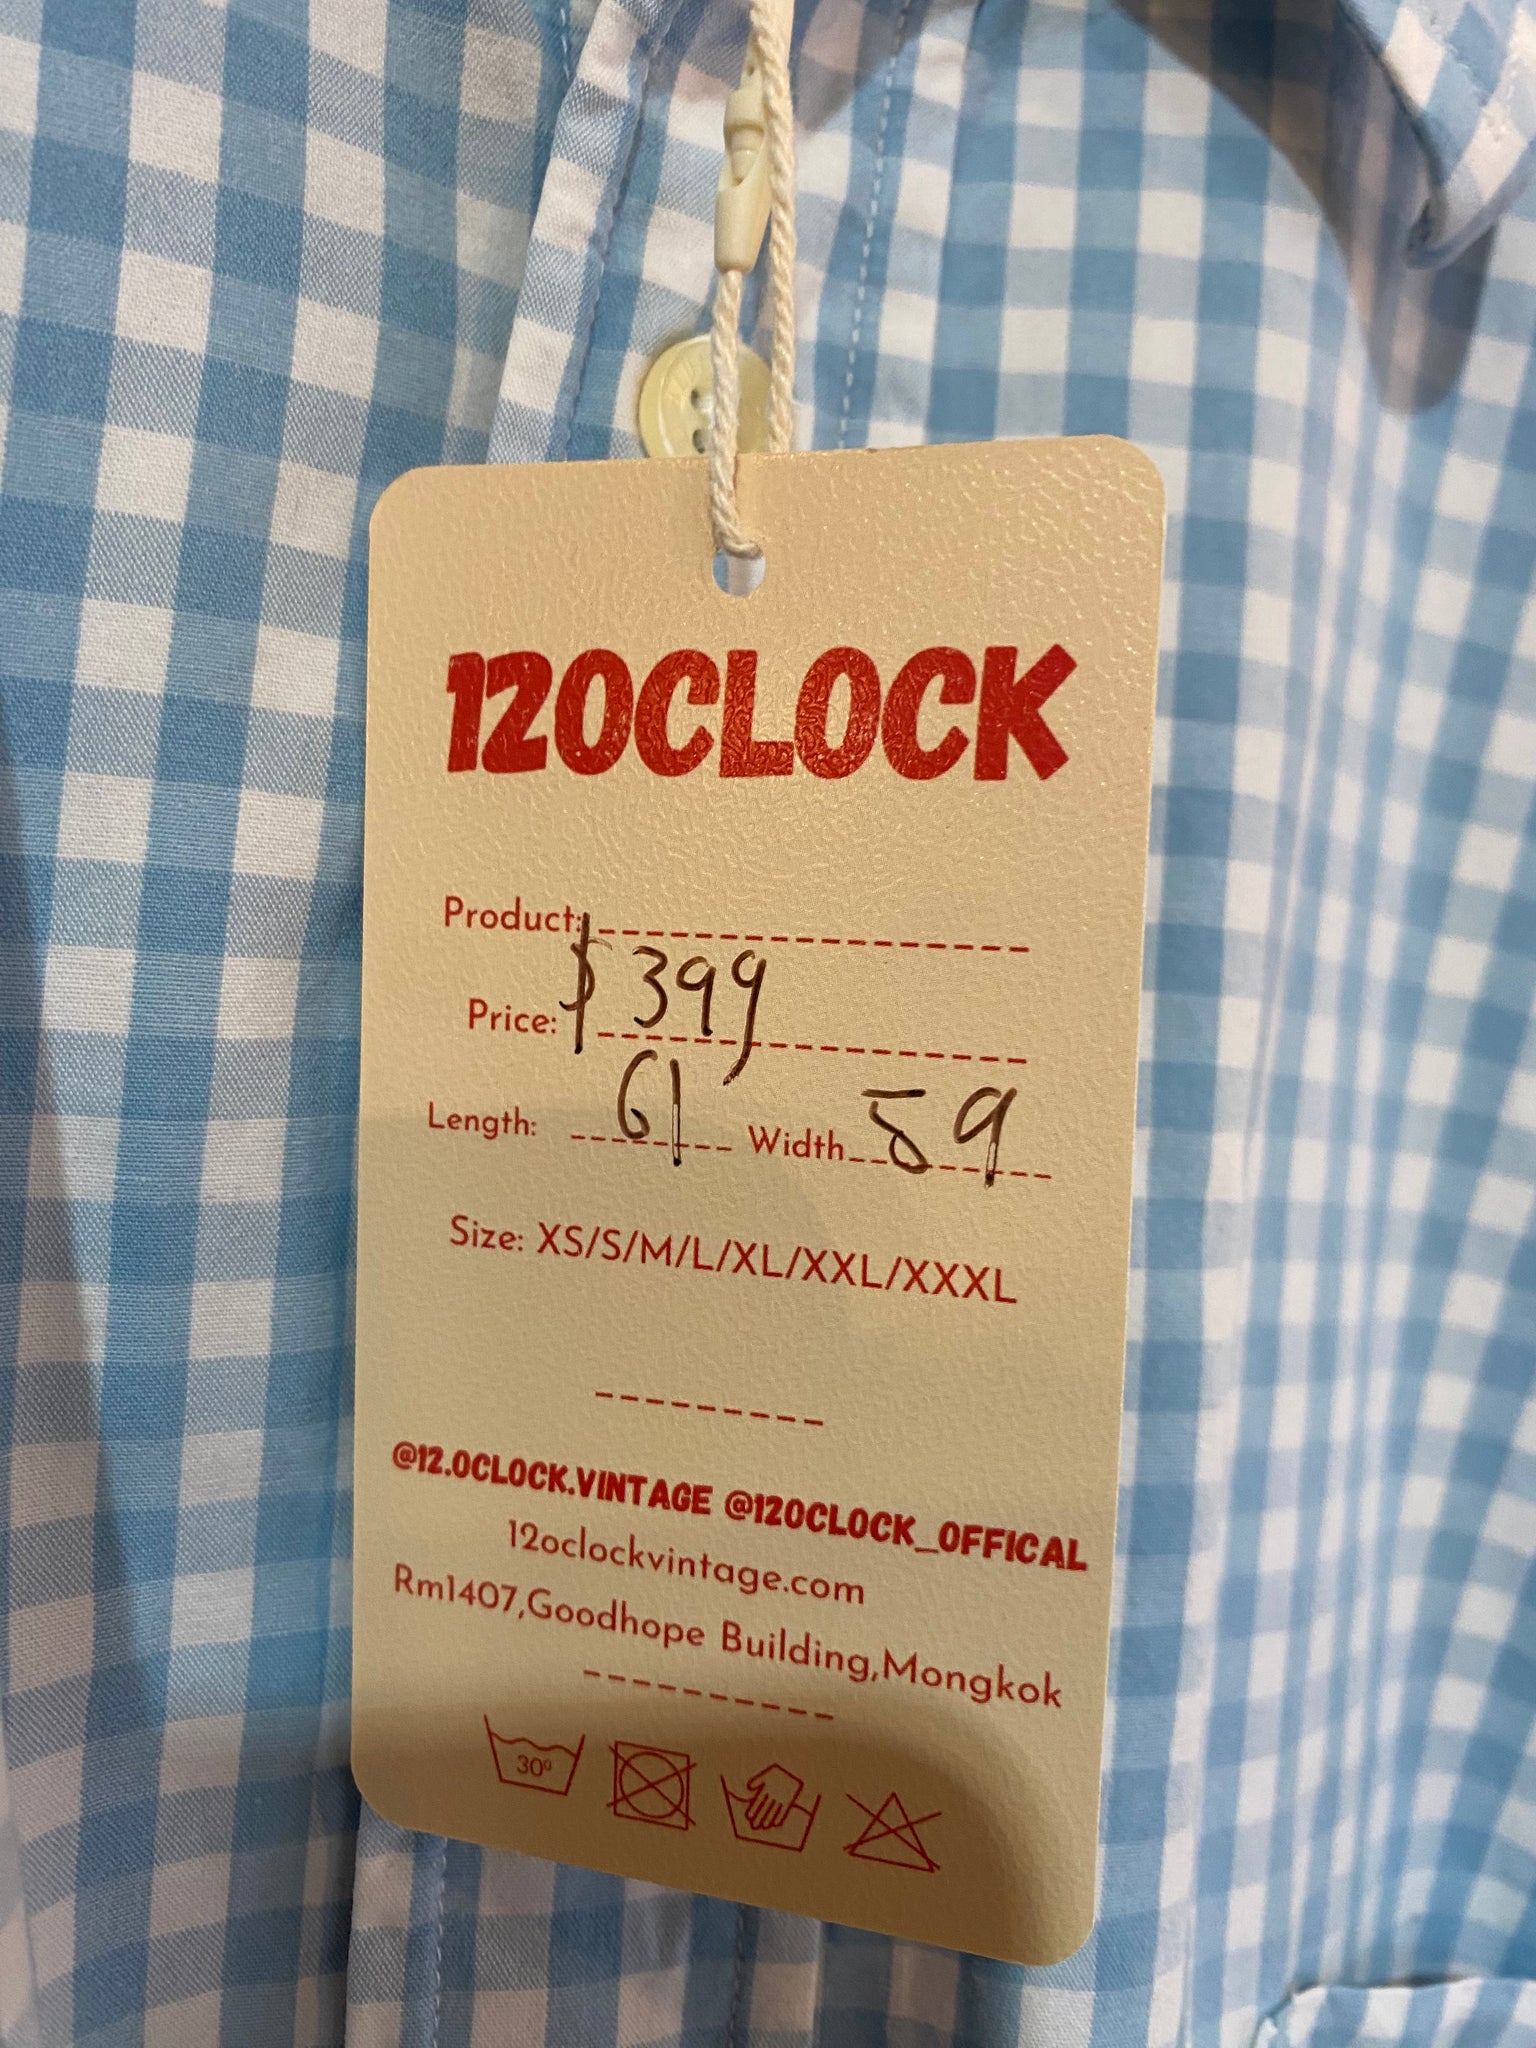 12OCLOCK
Product:
Price: $399
Length: 61 Width 59
Size: XS/S/M/L/XL/XXL/XXXL
@12.OCLOCK.VINTAGE @12OCLOCK_OFFICAL
12oclockvintage.com
Rm1407,Goodhope Building,Mongkok
30°